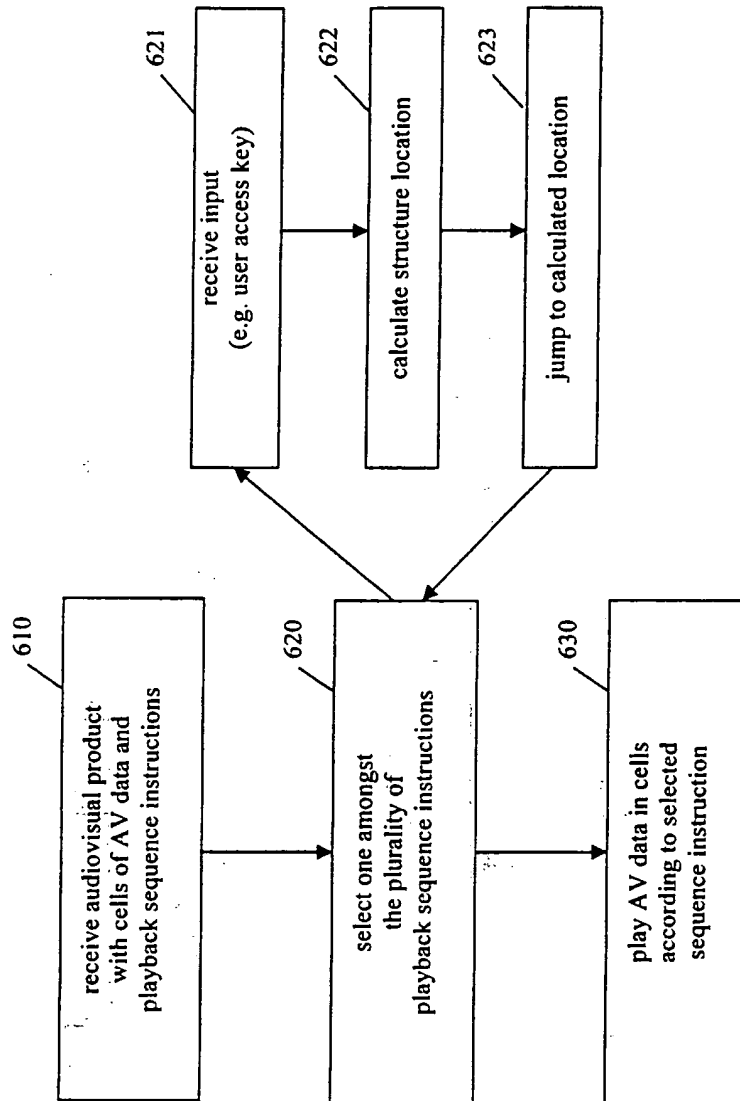 610
receive audiovisual product
with cells of AV data and
playback sequence instructions
620
select one amongst
the plurality of
playback sequence instructions
630
play AV data in cells
according to selected
sequence instruction
621
receive input
(e.g. user access key)
622
calculate structure location
623
jump to calculated location